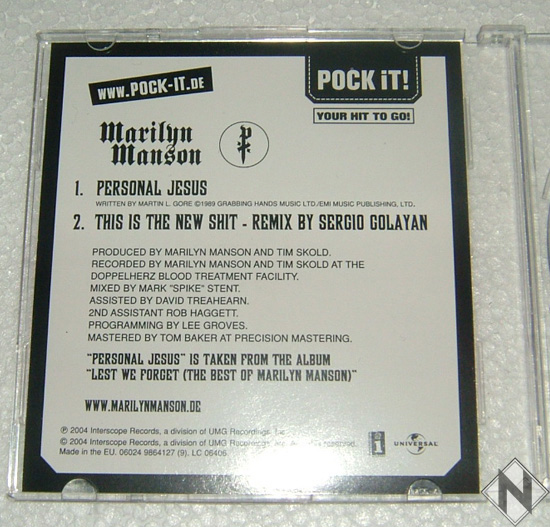 www.POCK-IT.DE
POCK iT!
YOUR HIT TO GO!
Marilyn
Manson
1. PERSONAL JESUS
WRITTEN BY MARTIN L. GORE ©1989 GRABBING HANDS MUSIC LTD./EMI MUSIC PUBLISHING, LTD.
2. THIS IS THE NEW SHIT - REMIX BY SERGIO GOLAYAN
PRODUCED BY MARILYN MANSON AND TIM SKOLD.
RECORDED BY MARILYN MANSON AND TIM SKOLD AT THE
DOPPELHERZ BLOOD TREATMENT FACILITY.
MIXED BY MARK "SPIKE" STENT.
ASSISTED BY DAVID TREAHEARN.
2ND ASSISTANT ROB HAGGETT.
PROGRAMMING BY LEE GROVES.
MASTERED BY TOM BAKER AT PRECISION MASTERING.
"PERSONAL JESUS" IS TAKEN FROM THE ALBUM
"LEST WE FORGET (THE BEST OF MARILYN MANSON)"
WWW.MARILYNMANSON.DE
℗ 2004 Interscope Records, a division of UMG Recordings, Inc.
© 2004 Interscope Records, a division of UMG Recordings, Inc. All rights reserved.
Made in the EU. 06024 9864127 (9). LC 06406.
i
UNIVERSAL
N